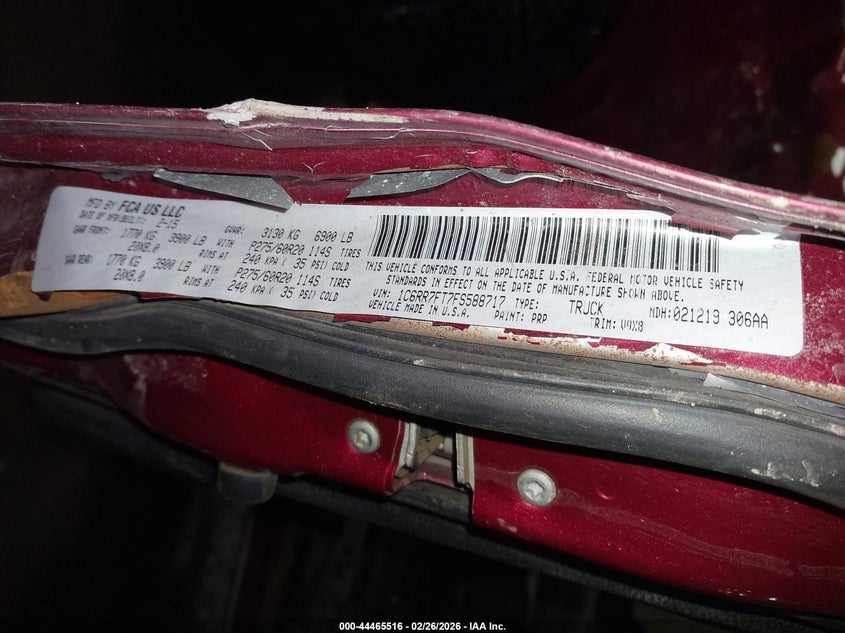 MFD BY FCA US LLC
DATE OF MFR(BUILT): 2-15 GVWR: 3130 KG 6900 LB
GAWR FRONT: 1770 KG 3900 LB WITH P275/60R20 114S TIRES
20X8.0 RIMS AT 240 KPA ( 35 PSI) COLD
GAWR REAR: 1770 KG 3900 LB WITH P275/60R20 114S TIRES
20X8.0 RIMS AT 240 KPA ( 35 PSI) COLD
THIS VEHICLE CONFORMS TO ALL APPLICABLE U.S.A. FEDERAL MOTOR VEHICLE SAFETY
STANDARDS IN EFFECT ON THE DATE OF MANUFACTURE SHOWN ABOVE.
VIN: 1C6RR7FT7FS588717 TYPE: TRUCK MDH:021219 306AA
VEHICLE MADE IN U.S.A. PAINT: PRP TRIM: V9X8
000-44465516 - 02/26/2026 - IAA Inc.